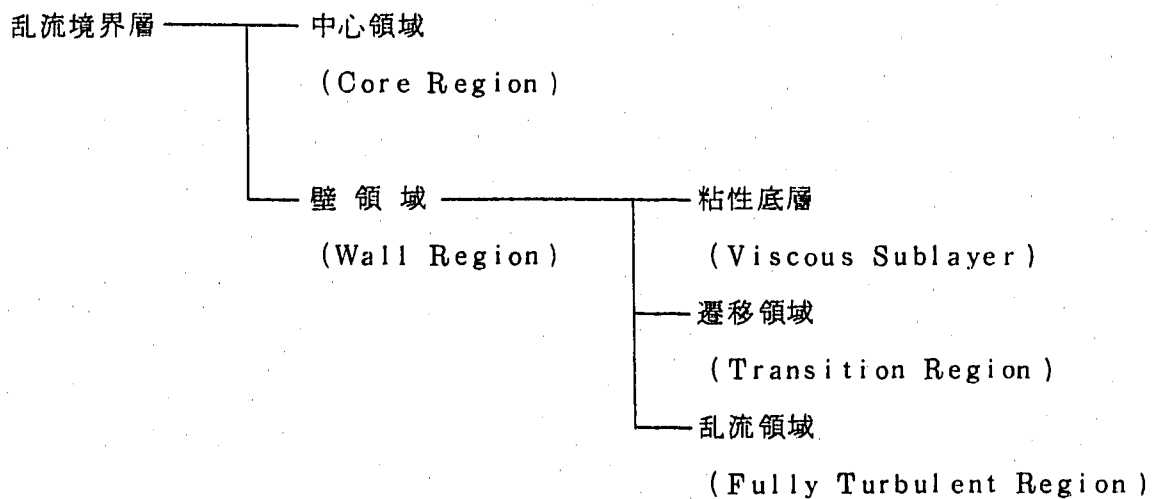 乱流境界層 中心領域
(Core Region)
壁領域 粘性底層
(Wall Region) (Viscous Sublayer)
遷移領域
(Transition Region)
乱流領域
(Fully Turbulent Region)